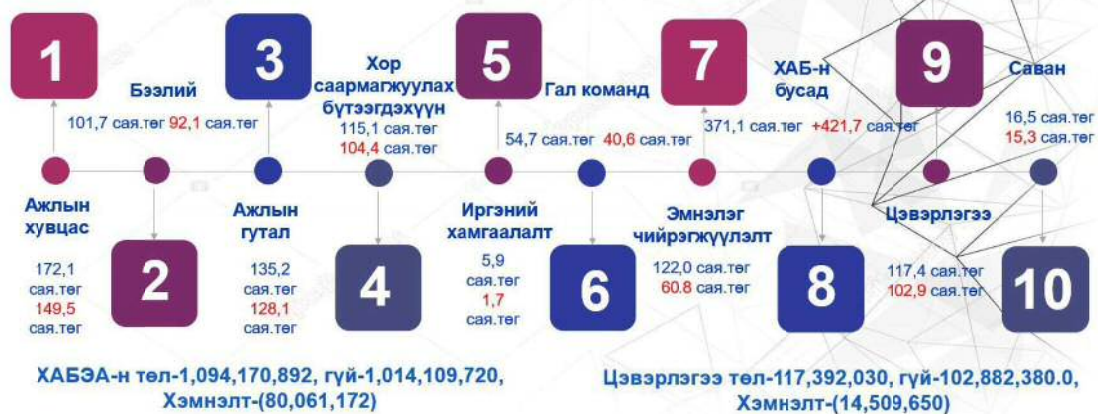 1
3
5
7
9
Бээлий
101,7 сая.төг 92,1 сая.төг
Хор
саармагжуулах
бүтээгдэхүүн
115,1 сая.төг
104,4 сая.төг
Гал команд
54,7 сая.төг 40,6 сая.төг
ХАБ-н
бусад
371,1 сая.төг +421,7 сая.төг
Саван
16,5 сая.төг
15,3 сая.төг
Ажлын
хувцас
172,1
сая.төг
149,5
сая.төг
2
Ажлын
гутал
135,2
сая.төг
128,1
сая.төг
4
Иргэний
хамгаалалт
5,9
сая.төг
1,7
сая.төг
6
Эмнэлэг
чийрэгжүүлэлт
122,0 сая.төг
60.8 сая.төг
8
Цэвэрлэгээ
117,4 сая.төг
102,9 сая.төг
10
ХАБЭА-н төл-1,094,170,892, гүй-1,014,109,720,
Хэмнэлт-(80,061,172)
Цэвэрлэгээ төл-117,392,030, гүй-102,882,380.0,
Хэмнэлт-(14,509,650)